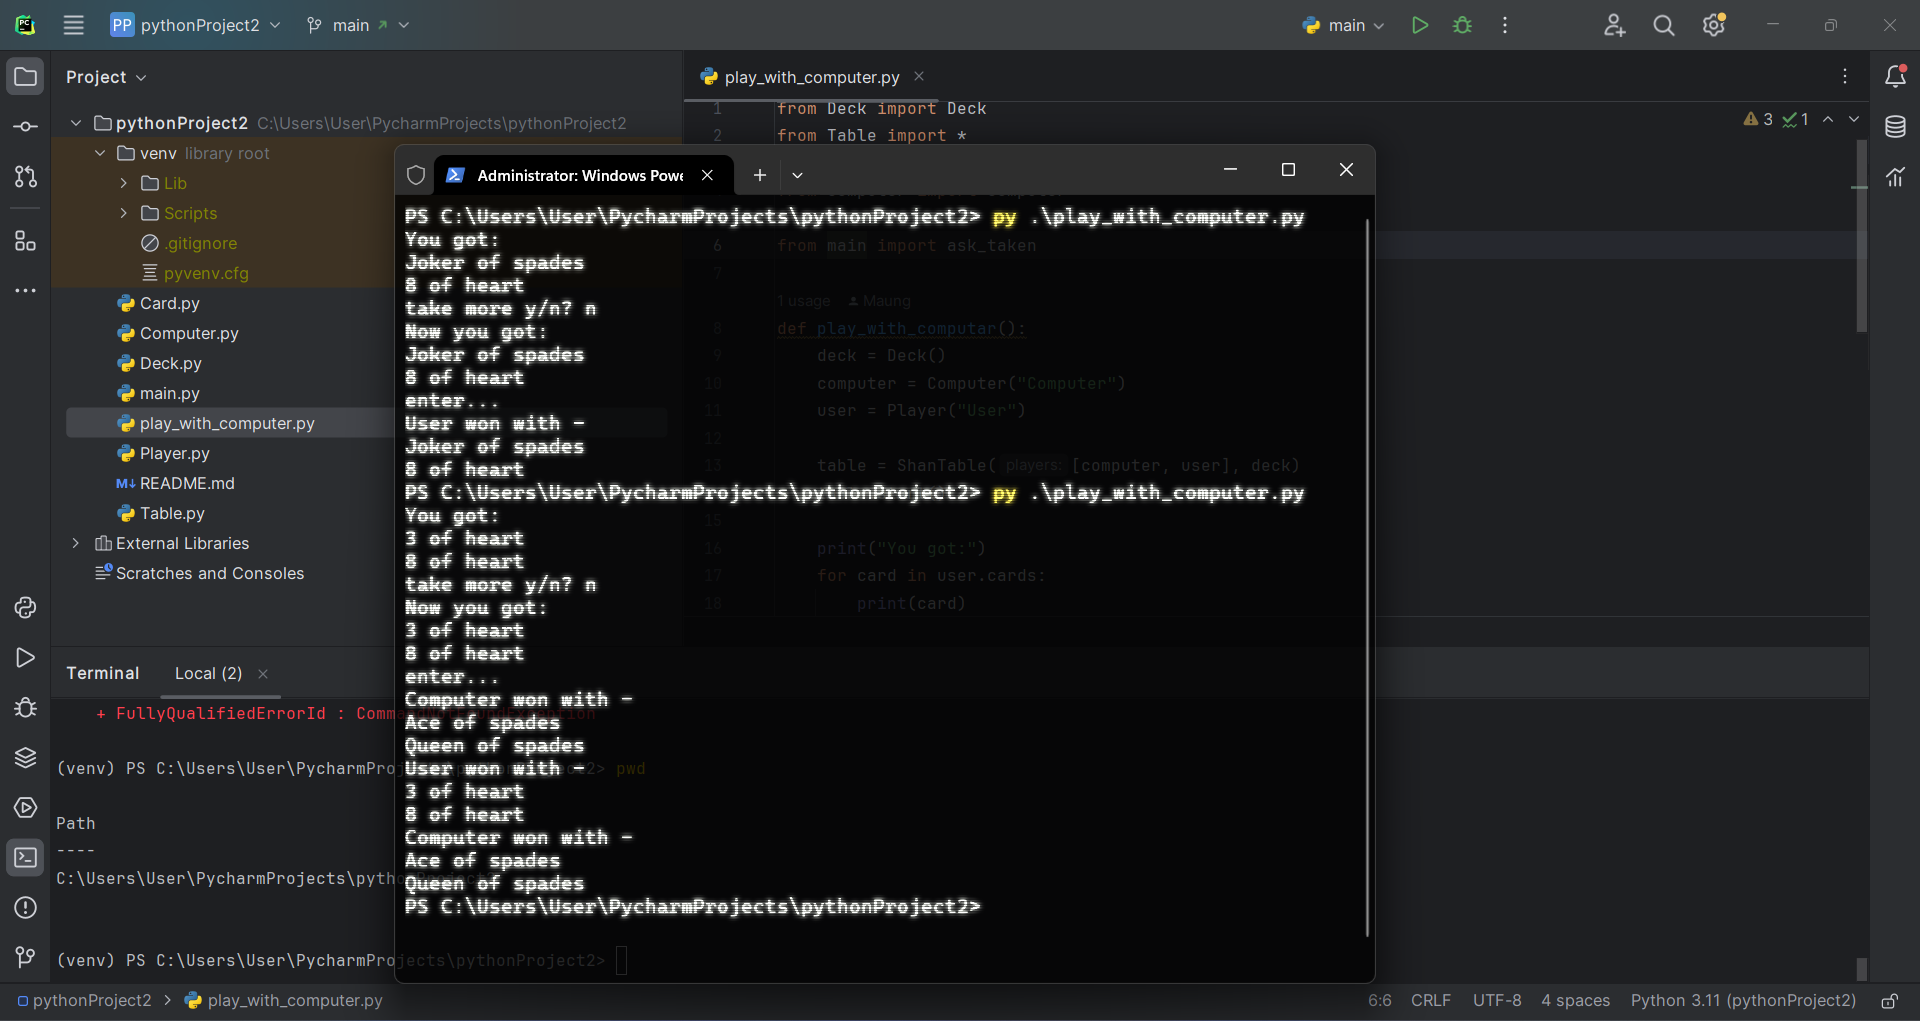 PP pythonProject2 main main
Project
play_with_computer.py
pythonProject2 C:\Users\User\PycharmProjects\pythonProject2
venv library root
Lib
Scripts
.gitignore
pyvenv.cfg
Card.py
Computer.py
Deck.py
main.py
play_with_computer.py
Player.py
M↓ README.md
Table.py
External Libraries
Scratches and Consoles
1 from Deck import Deck
2 from Table import *
3 1
6 from main import ask_taken
7
1 usage Maung
8 def play_with_computar():
9 deck = Deck()
10 computer = Computer("Computer")
11 user = Player("User")
12
13 table = ShanTable( players: [computer, user], deck)
15
16 print("You got:")
17 for card in user.cards:
18 print(card)
Administrator: Windows Powe
PS C:\Users\User\PycharmProjects\pythonProject2> py .\play_with_computer.py
You got:
Joker of spades
8 of heart
take more y/n? n
Now you got:
Joker of spades
8 of heart
enter...
User won with -
Joker of spades
8 of heart
PS C:\Users\User\PycharmProjects\pythonProject2> py .\play_with_computer.py
You got:
3 of heart
8 of heart
take more y/n? n
Now you got:
3 of heart
8 of heart
enter...
Computer won with -
Ace of spades
Queen of spades
User won with -
3 of heart
8 of heart
Computer won with -
Ace of spades
Queen of spades
PS C:\Users\User\PycharmProjects\pythonProject2>
Terminal Local (2)
+ FullyQualifiedErrorId :
(venv) PS pwd
Path
----
(venv) PS C:\Users\User\PycharmProjects\pythonProject2>
pythonProject2 > play_with_computer.py
6:6 CRLF UTF-8 4 spaces Python 3.11 (pythonProject2)